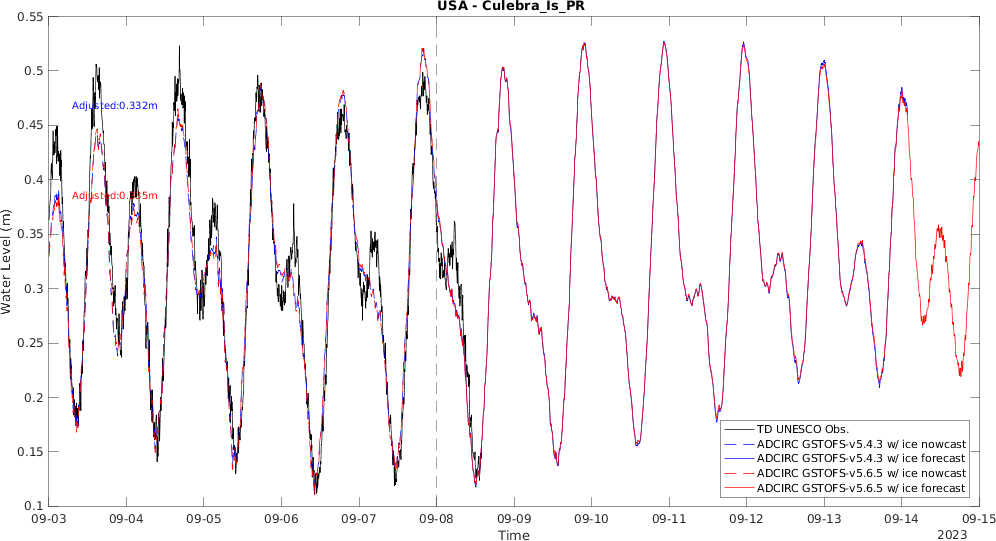 USA - Culebra_Is_PR
0.55
0.5
0.45
0.4
0.35
0.3
0.25
0.2
0.15
0.1
Water Level (m)
Adjusted:0.332m
TD UNESCO Obs.
ADCIRC GSTOFS-v5.4.3 w/ ice nowcast
ADCIRC GSTOFS-v5.4.3 w/ ice forecast
ADCIRC GSTOFS-v5.6.5 w/ ice nowcast
ADCIRC GSTOFS-v5.6.5 w/ ice forecast
09-03 09-04 09-05 09-06 09-07 09-08 09-09 09-10 09-11 09-12 09-13 09-14 09-15
Time
2023